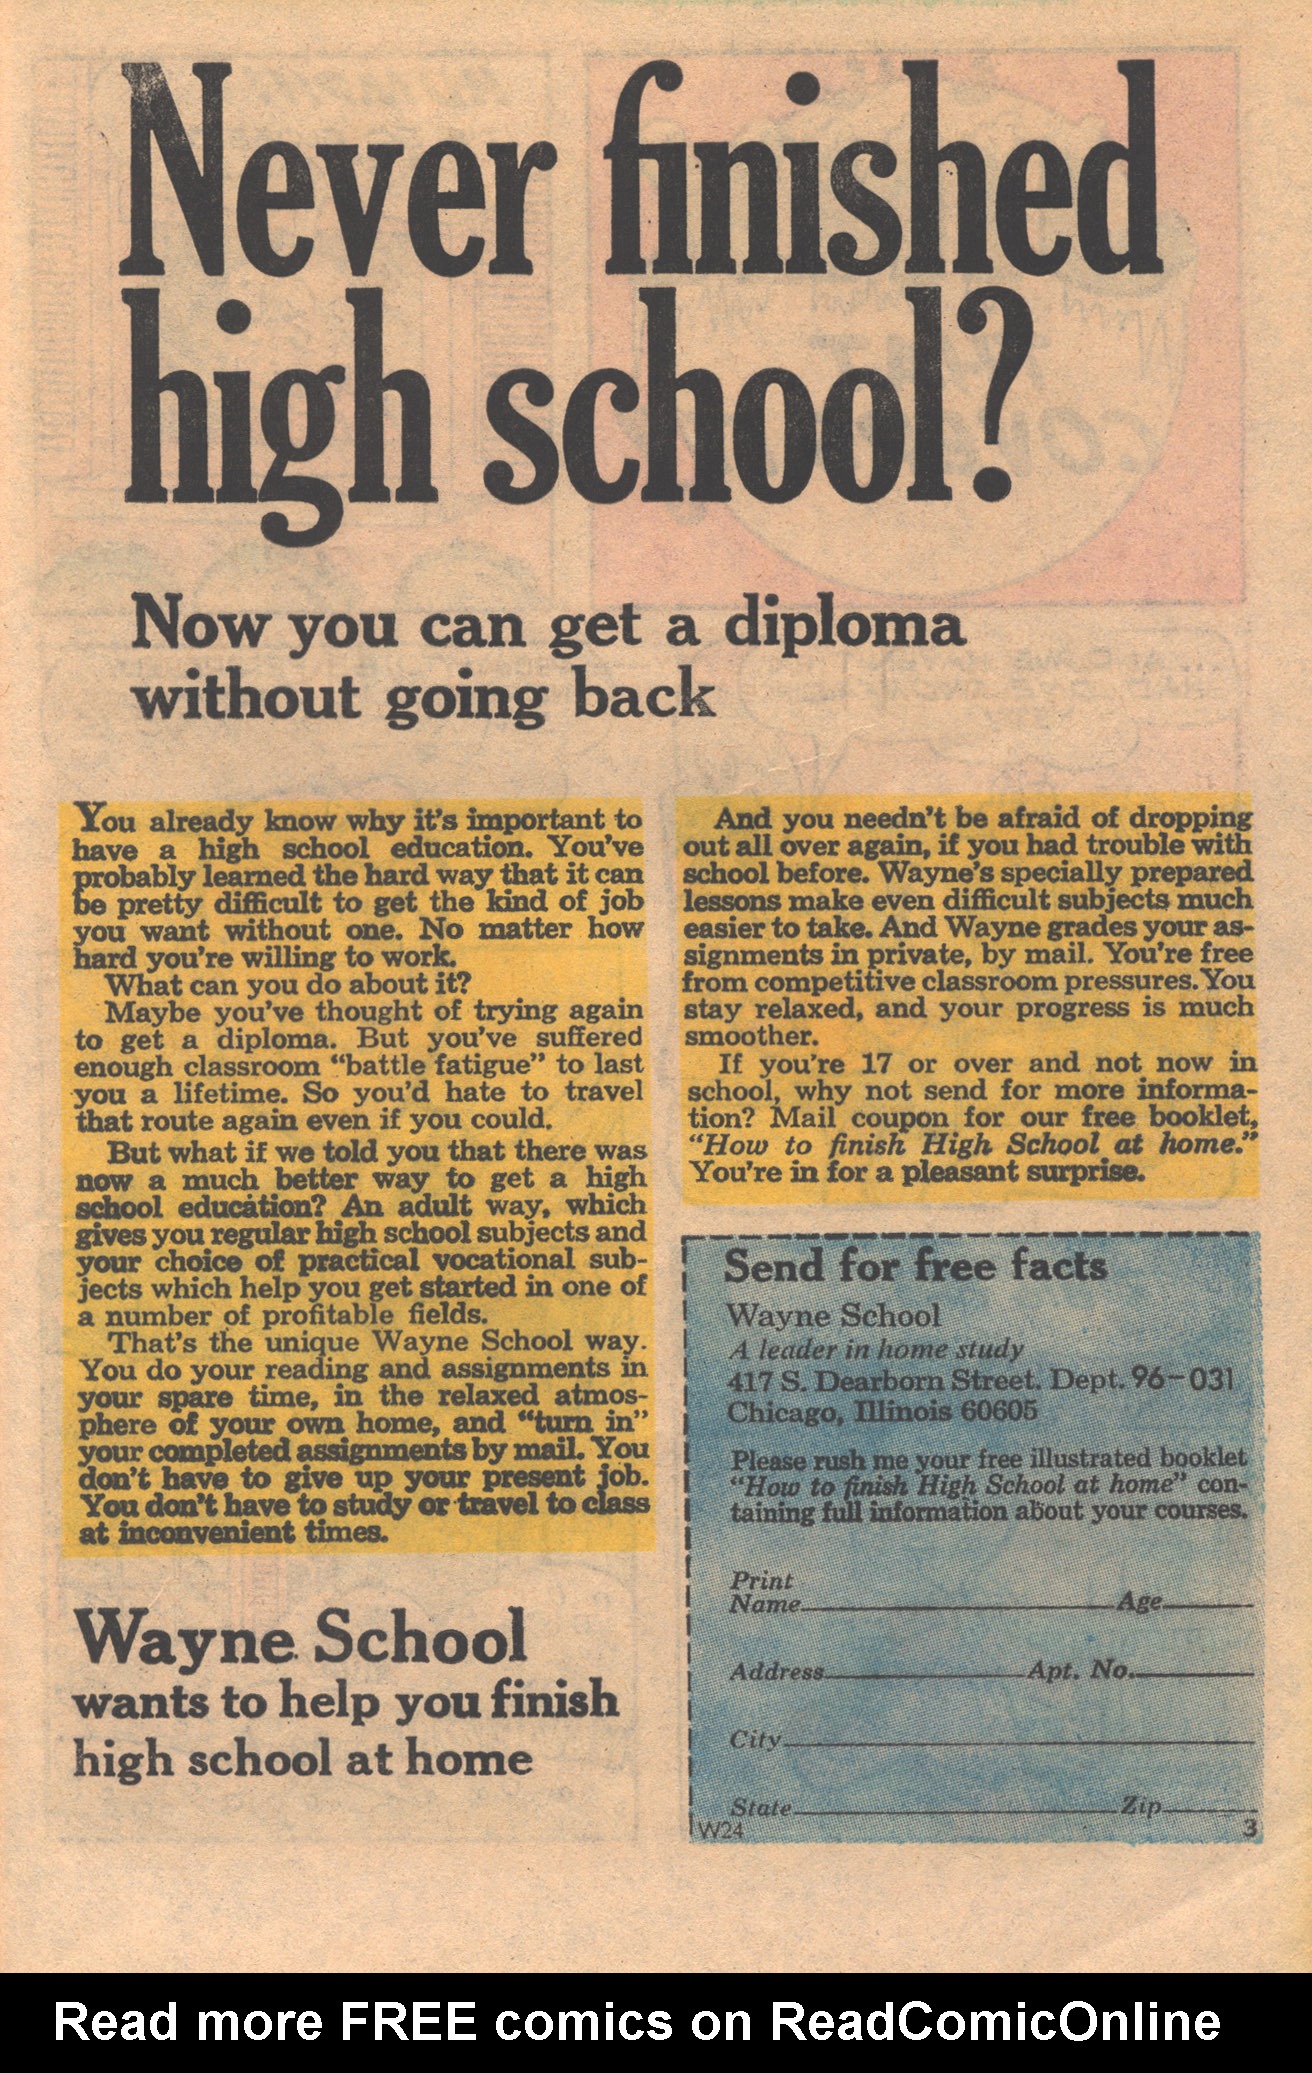 Never finished
high school?
Now you can get a diploma
without going back
You already know why it's important to
have a high school education. You've
probably learned the hard way that it can
be pretty difficult to get the kind of job
you want without one. No matter how
hard you're willing to work.
What can you do about it?
Maybe you've thought of trying again
to get a diploma. But you've suffered
enough classroom "battle fatigue" to last
you a lifetime. So you'd hate to travel
that route again even if you could.
But what if we told you that there was
now a much better way to get a high
school education? An adult way, which
gives you regular high school subjects and
your choice of practical vocational sub-
jects which help you get started in one of
a number of profitable fields.
That's the unique Wayne School way.
You do your reading and assignments in
your spare time, in the relaxed atmos-
phere of your own home, and "turn in"
your completed assignments by mail. You
don't have to give up your present job.
You don't have to study or travel to class
at inconvenient times.
And you needn't be afraid of dropping
out all over again, if you had trouble with
school before. Wayne's specially prepared
lessons make even difficult subjects much
easier to take. And Wayne grades your as-
signments in private, by mail. You're free
from competitive classroom pressures. You
stay relaxed, and your progress is much
smoother.
If you're 17 or over and not now in
school, why not send for more informa-
tion? Mail coupon for our free booklet,
"How to finish High School at home."
You're in for a pleasant surprise.
Wayne School
wants to help you finish
high school at home
Send for free facts
Wayne School
A leader in home study
417 S. Dearborn Street. Dept. 96-031
Chicago, Illinois 60605
Please rush me your free illustrated booklet
"How to finish High School at home" con-
taining full information about your courses.
Print
Name Age
Address Apt. No.
City
State Zip
W24 3
Read more FREE comics on ReadComicOnline